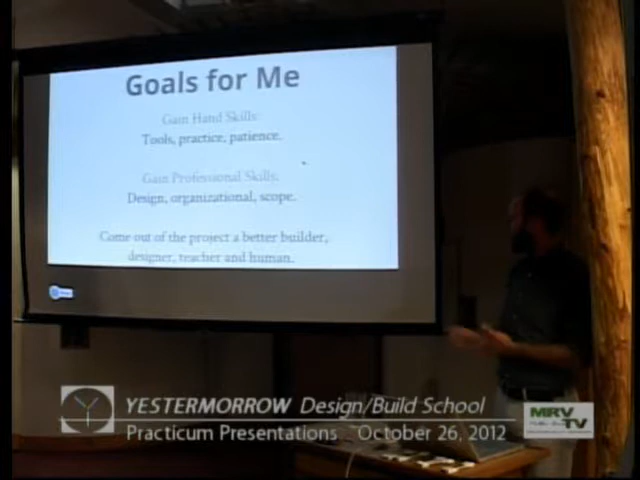 Goals for Me
Gain Hand Skills:
Tools, practice, patience.
Gain Professional Skills:
Design, organizational, scope.
Come out of the project a better builder,
designer, teacher and human.
YESTERMORROW Design/Build School
Practicum Presentations October 26, 2012
MRV
TV